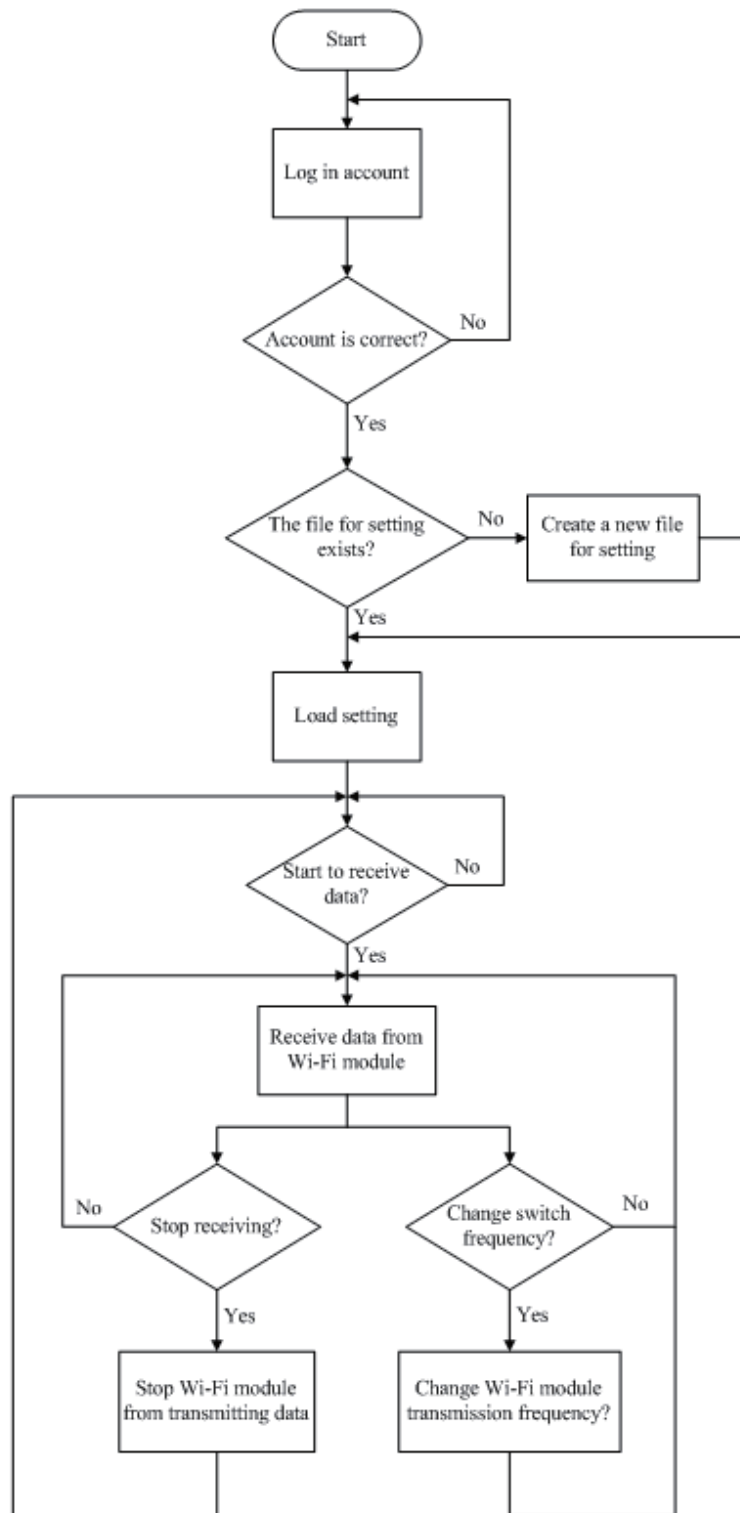 Start
Log in account
Account is correct?
No
Yes
The file for setting
exists?
No
Create a new file
for setting
Yes
Load setting
Start to receive
data?
No
Yes
Receive data from
Wi-Fi module
No
Stop receiving?
Change switch
frequency?
No
Yes
Yes
Stop Wi-Fi module
from transmitting data
Change Wi-Fi module
transmission frequency?